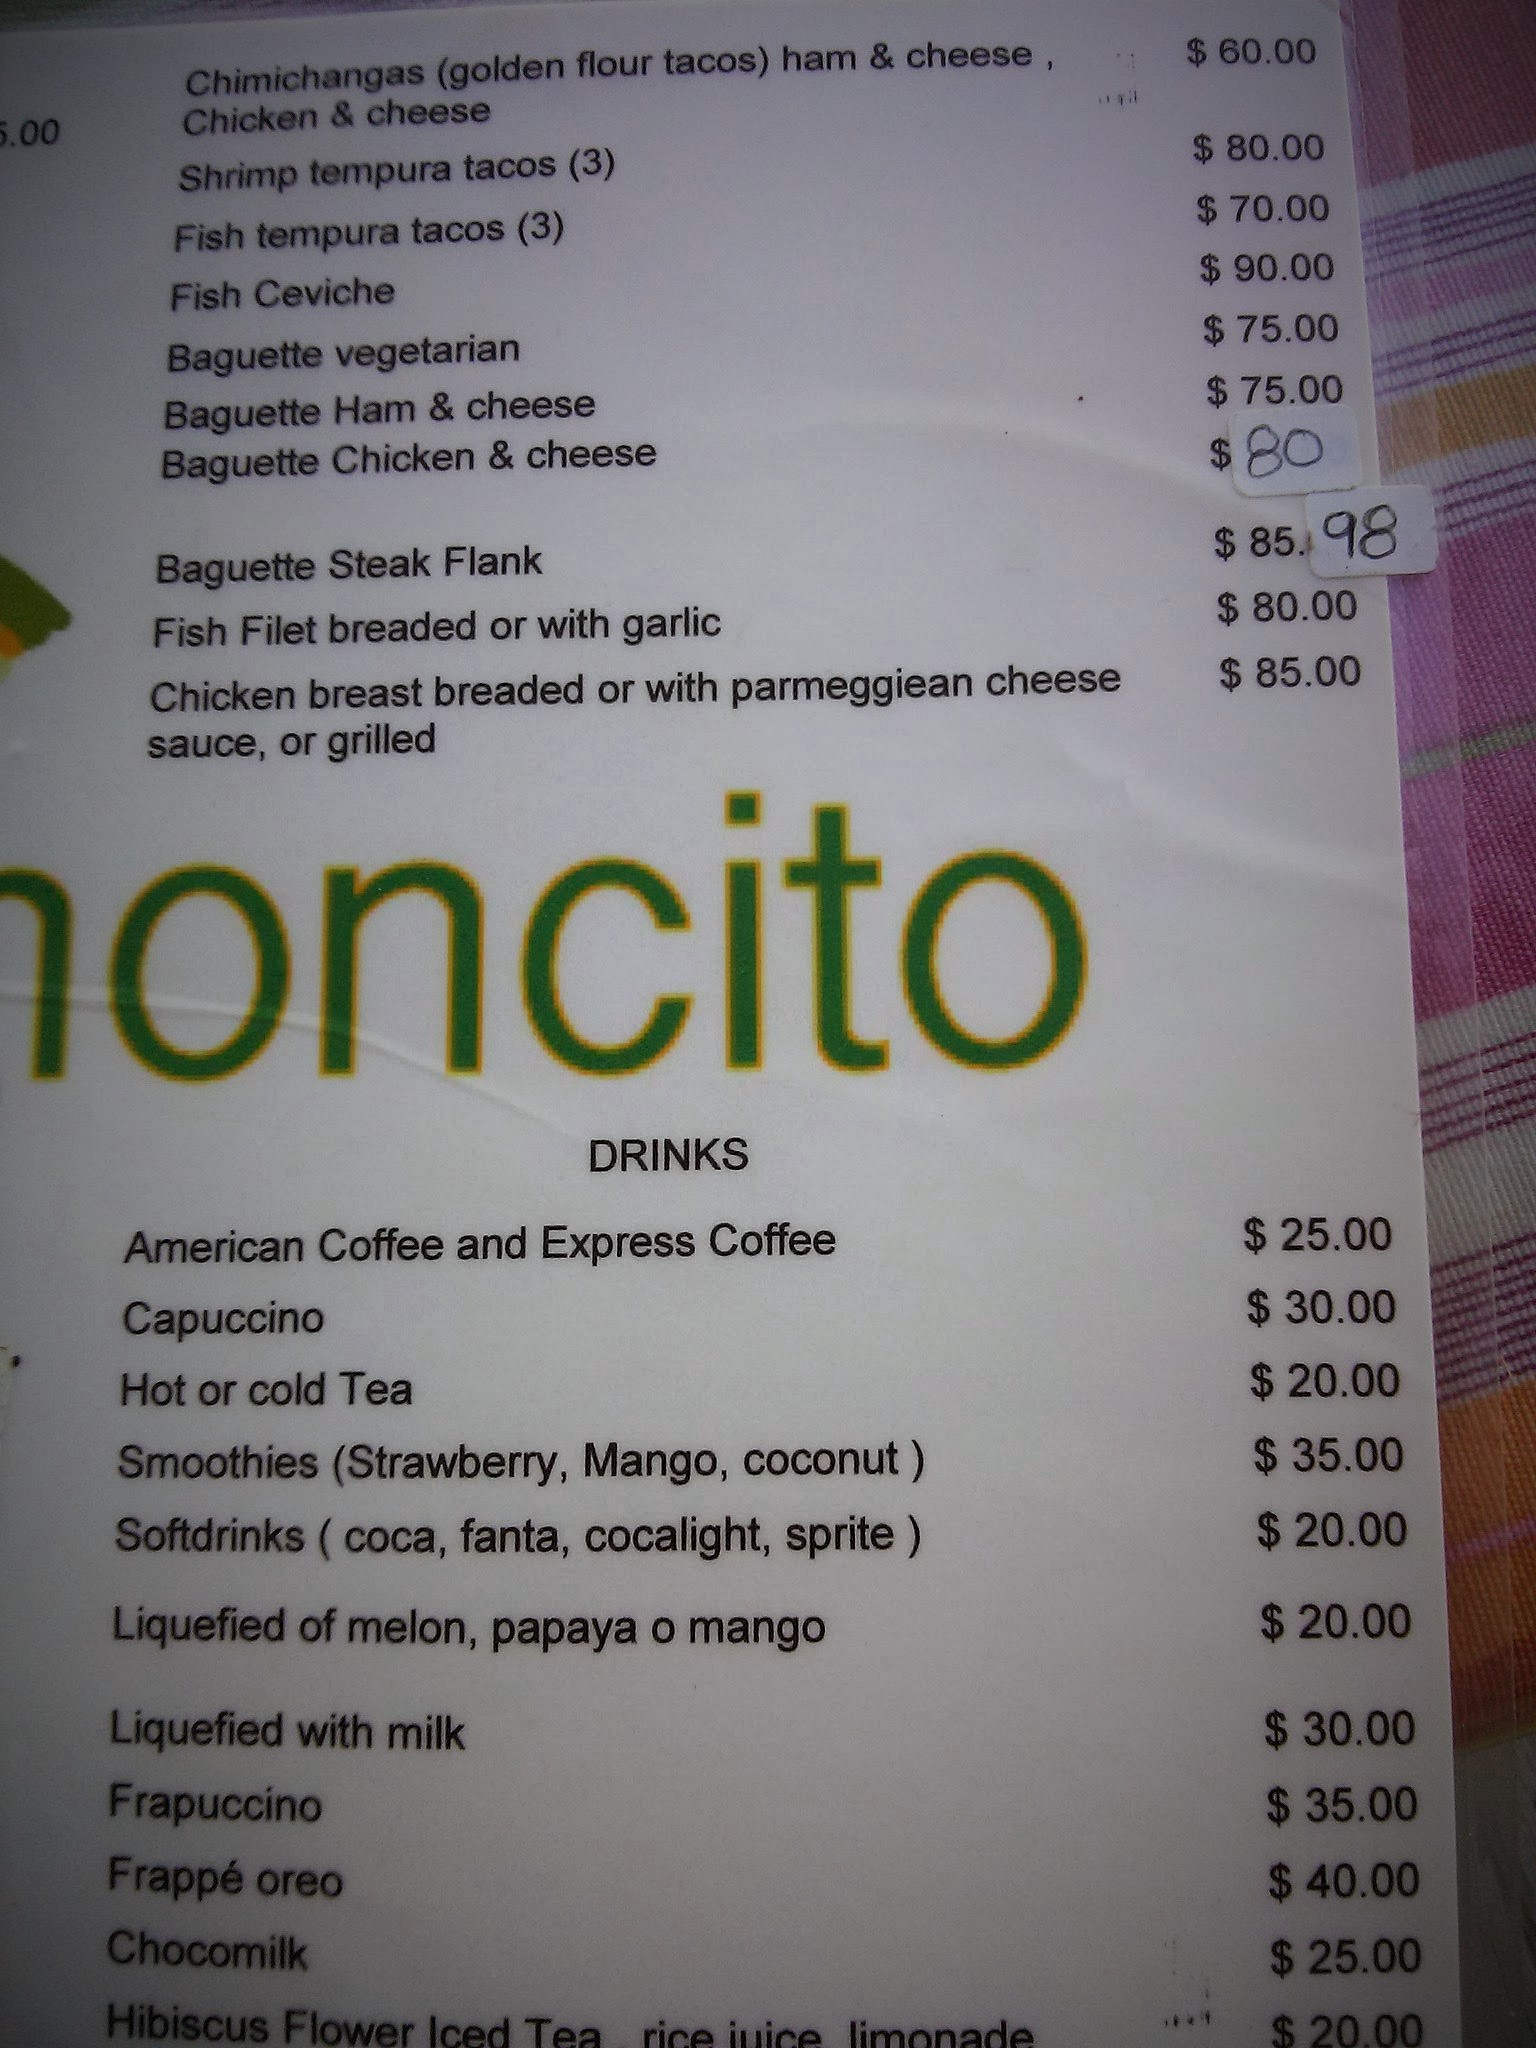 Chimichangas (golden flour tacos) ham & cheese , $ 60.00
Chicken & cheese
5.00
Shrimp tempura tacos (3) $ 80.00
Fish tempura tacos (3) $ 70.00
Fish Ceviche $ 90.00
Baguette vegetarian $ 75.00
Baguette Ham & cheese $ 75.00
Baguette Chicken & cheese $ 80
Baguette Steak Flank $ 85. 98
Fish Filet breaded or with garlic $ 80.00
Chicken breast breaded or with parmeggiean cheese $ 85.00
sauce, or grilled
noncito
DRINKS
American Coffee and Express Coffee $ 25.00
Capuccino $ 30.00
Hot or cold Tea $ 20.00
Smoothies (Strawberry, Mango, coconut ) $ 35.00
Softdrinks ( coca, fanta, cocalight, sprite ) $ 20.00
Liquefied of melon, papaya o mango $ 20.00
Liquefied with milk $ 30.00
Frapuccino $ 35.00
Frappé oreo $ 40.00
Chocomilk $ 25.00
Hibiscus Flower Iced Tea , rice juice, limonade $ 20.00